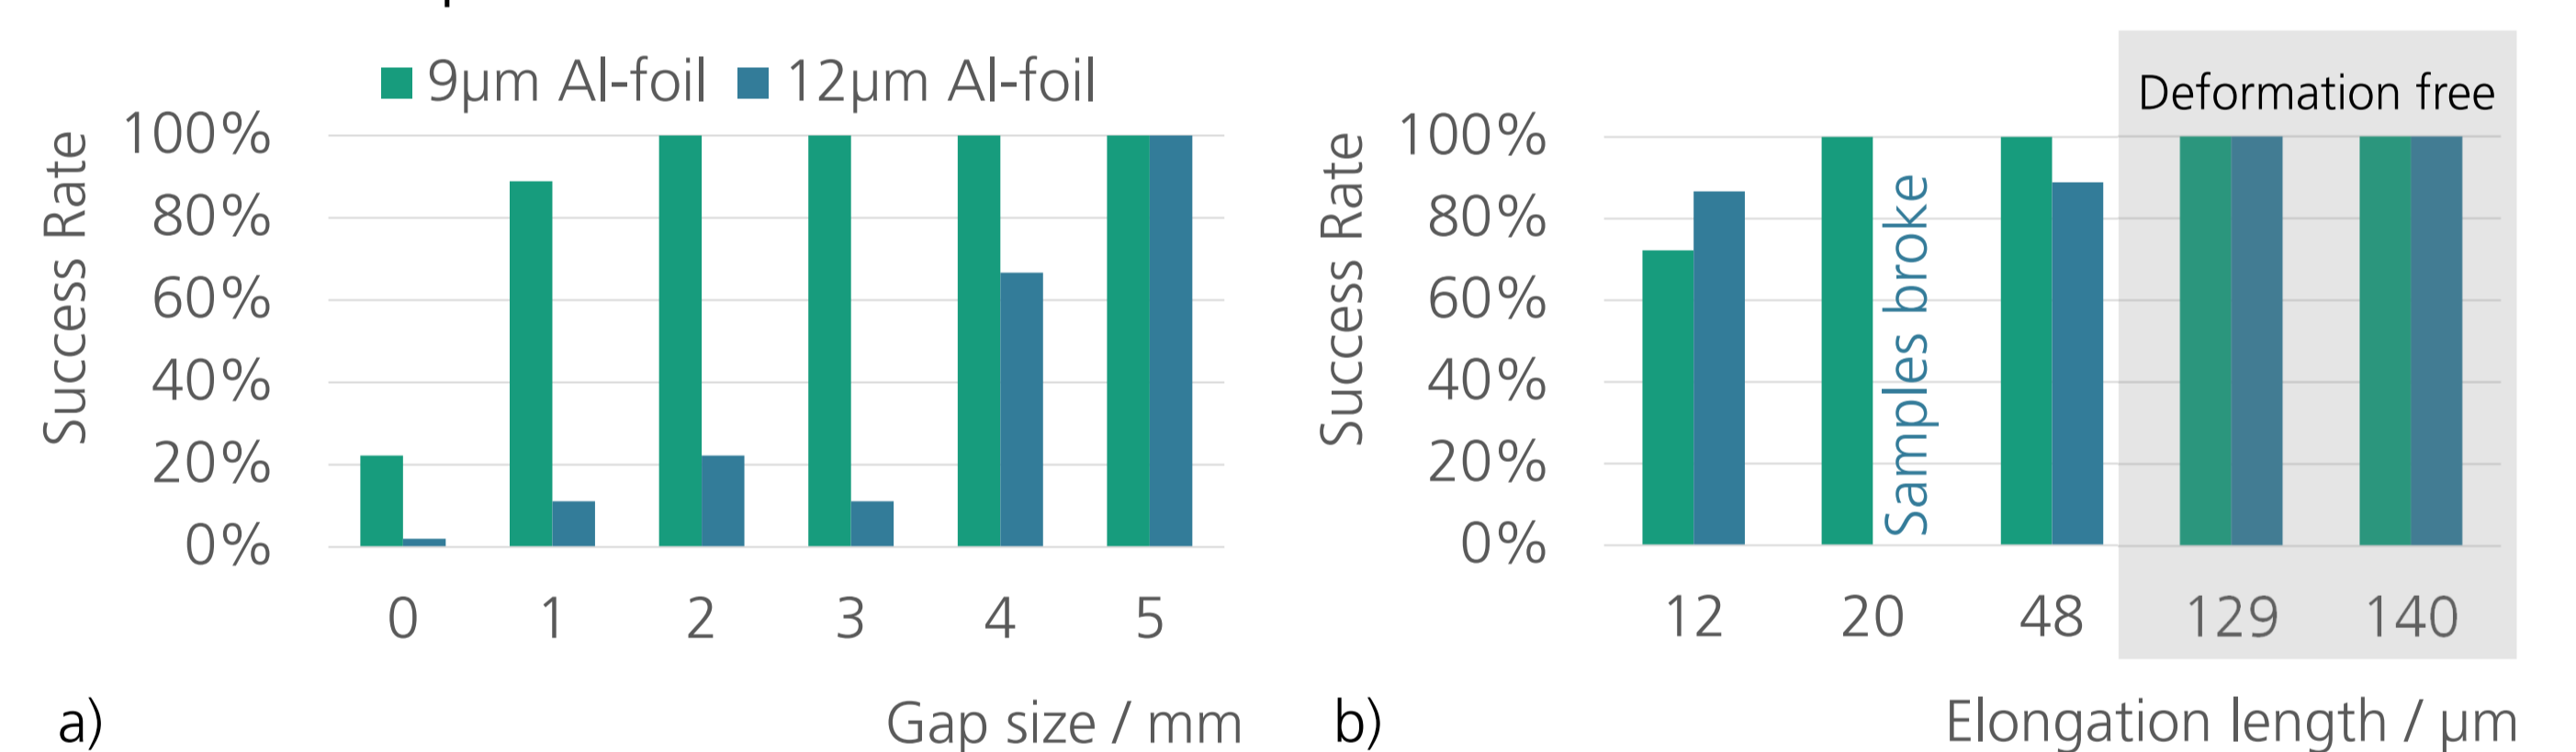 9µm Al-foil 12µm Al-foil
Success Rate
100%
80%
60%
40%
20%
0%
0 1 2 3 4 5
a)
Gap size / mm
Deformation free
Success Rate
100%
80%
60%
40%
20%
0%
Samples broke
12 20 48 129 140
b)
Elongation length / µm